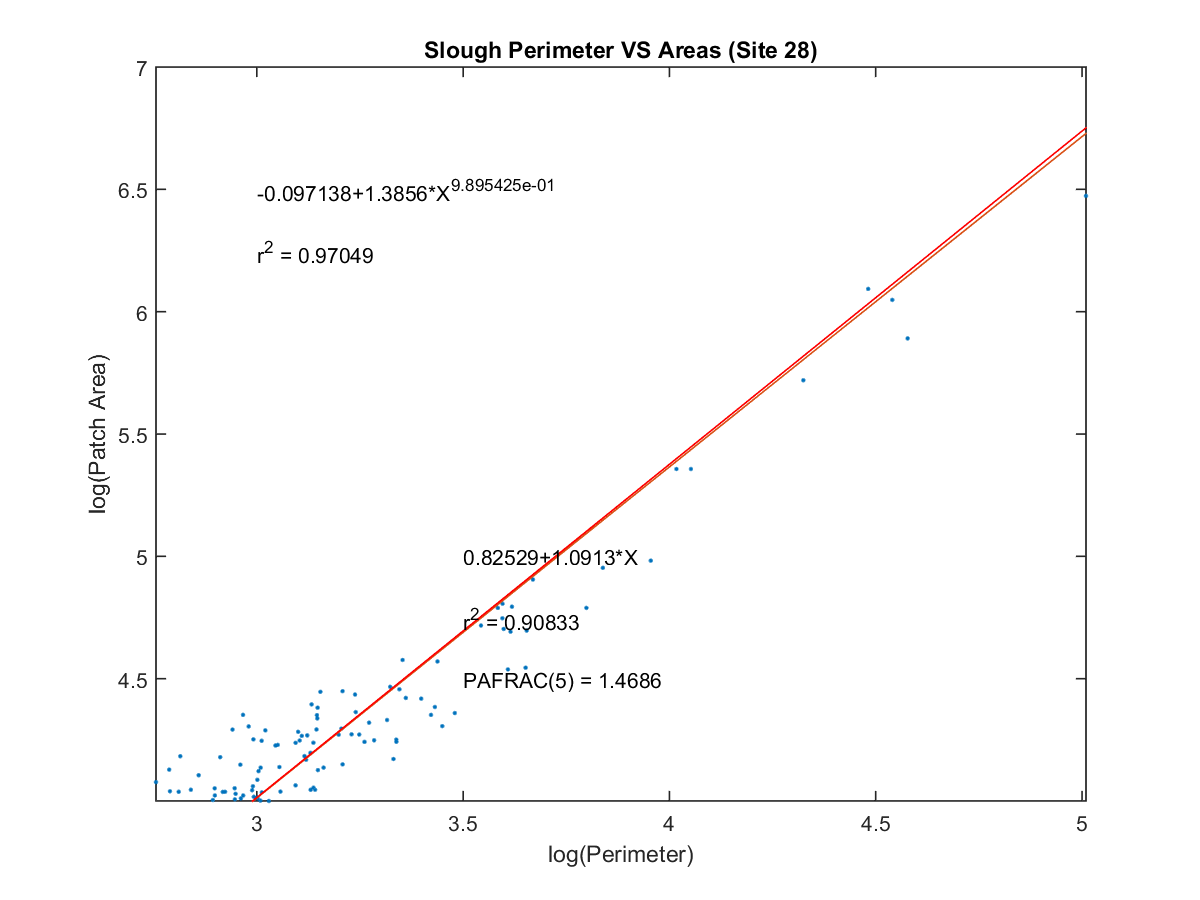 Slough Perimeter VS Areas (Site 28)
7
6.5
6
5.5
5
4.5
log(Patch Area)
-0.097138+1.3856*X^9.895425e-01
r^2 = 0.97049
0.82529+1.0913*X
r^2 = 0.90833
PAFRAC(5) = 1.4686
3 3.5 4 4.5 5
log(Perimeter)